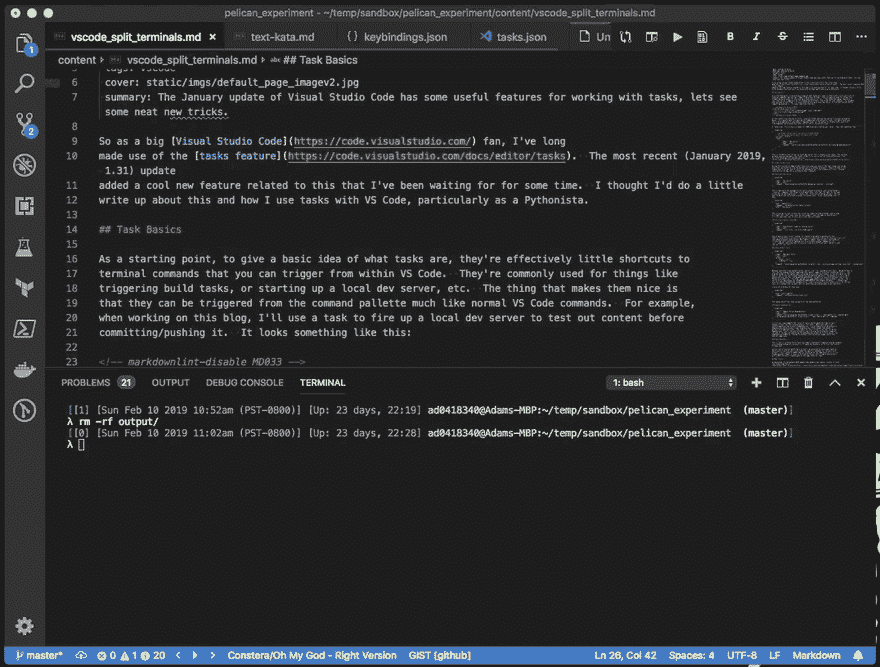 pelican_experiment - ~/temp/sandbox/pelican_experiment/content/vscode_split_terminals.md
vscode_split_terminals.md × text-kata.md {} keybindings.json tasks.json Un B I S ...
content › vscode_split_terminals.md › abc ## Task Basics
1
2
6 cover: static/imgs/default_page_imagev2.jpg
7 summary: The January update of Visual Studio Code has some useful features for working with tasks, lets see
some neat new tricks.
8
9 So as a big [Visual Studio Code](https://code.visualstudio.com/) fan, I've long
10 made use of the [tasks feature](https://code.visualstudio.com/docs/editor/tasks). The most recent (January 2019,
1.31) update
11 added a cool new feature related to this that I've been waiting for for some time. I thought I'd do a little
12 write up about this and how I use tasks with VS Code, particularly as a Pythonista.
13
14 ## Task Basics
15
16 As a starting point, to give a basic idea of what tasks are, they're effectively little shortcuts to
17 terminal commands that you can trigger from within VS Code. They're commonly used for things like
18 triggering build tasks, or starting up a local dev server, etc. The thing that makes them nice is
19 that they can be triggered from the command pallette much like normal VS Code commands. For example,
20 when working on this blog, I'll use a task to fire up a local dev server to test out content before
21 committing/pushing it. It looks something like this:
22
23 <!-- markdownlint-disable MD033 -->
PROBLEMS 21 OUTPUT DEBUG CONSOLE TERMINAL 1: bash
[[1] [Sun Feb 10 2019 10:52am (PST-0800)] [Up: 23 days, 22:19] ad0418340@Adams-MBP:~/temp/sandbox/pelican_experiment (master)]
λ rm -rf output/
[[0] [Sun Feb 10 2019 11:02am (PST-0800)] [Up: 23 days, 22:28] ad0418340@Adams-MBP:~/temp/sandbox/pelican_experiment (master)]
λ
master* 0 1 20 Constera/Oh My God - Right Version GIST [github] Ln 26, Col 42 Spaces: 4 UTF-8 LF Markdown